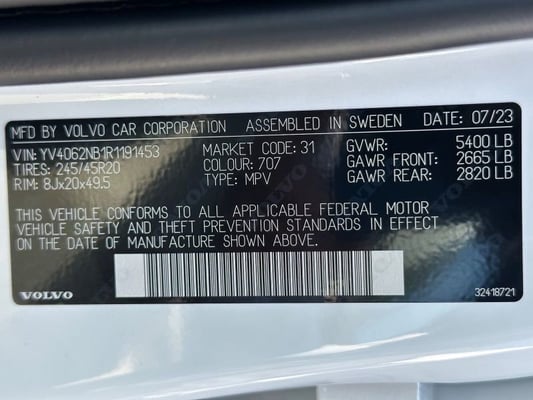 MFD BY VOLVO CAR CORPORATION ASSEMBLED IN SWEDEN DATE: 07/23
VIN: YV4062NB1R1191453 MARKET CODE: 31 GVWR: 5400 LB
TIRES: 245/45R20 COLOUR: 707 GAWR FRONT: 2665 LB
RIM: 8Jx20x49.5 TYPE: MPV GAWR REAR: 2820 LB
THIS VEHICLE CONFORMS TO ALL APPLICABLE FEDERAL MOTOR
VEHICLE SAFETY AND THEFT PREVENTION STANDARDS IN EFFECT
ON THE DATE OF MANUFACTURE SHOWN ABOVE.
VOLVO 32418721